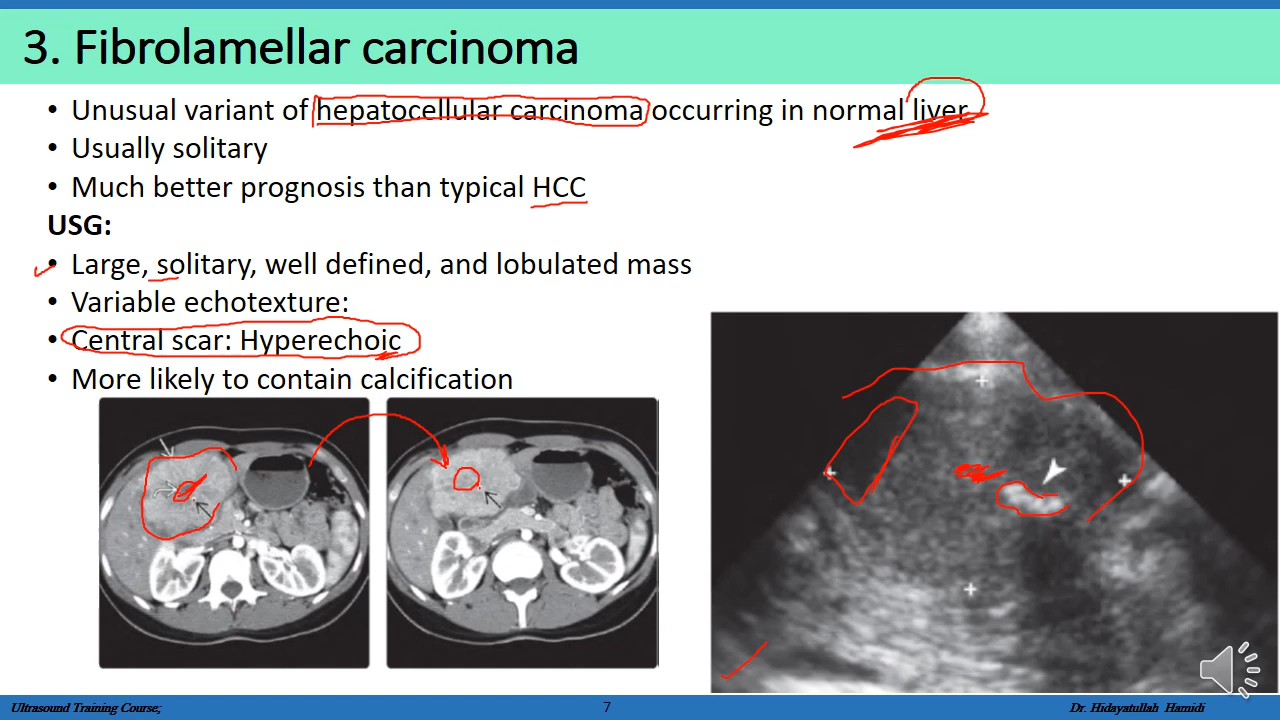 3. Fibrolamellar carcinoma
• Unusual variant of hepatocellular carcinoma occurring in normal liver
• Usually solitary
• Much better prognosis than typical HCC
USG:
• Large, solitary, well defined, and lobulated mass
• Variable echotexture:
• Central scar: Hyperechoic
• More likely to contain calcification
Ultrasound Training Course; 7 Dr. Hidayatullah Hamidi